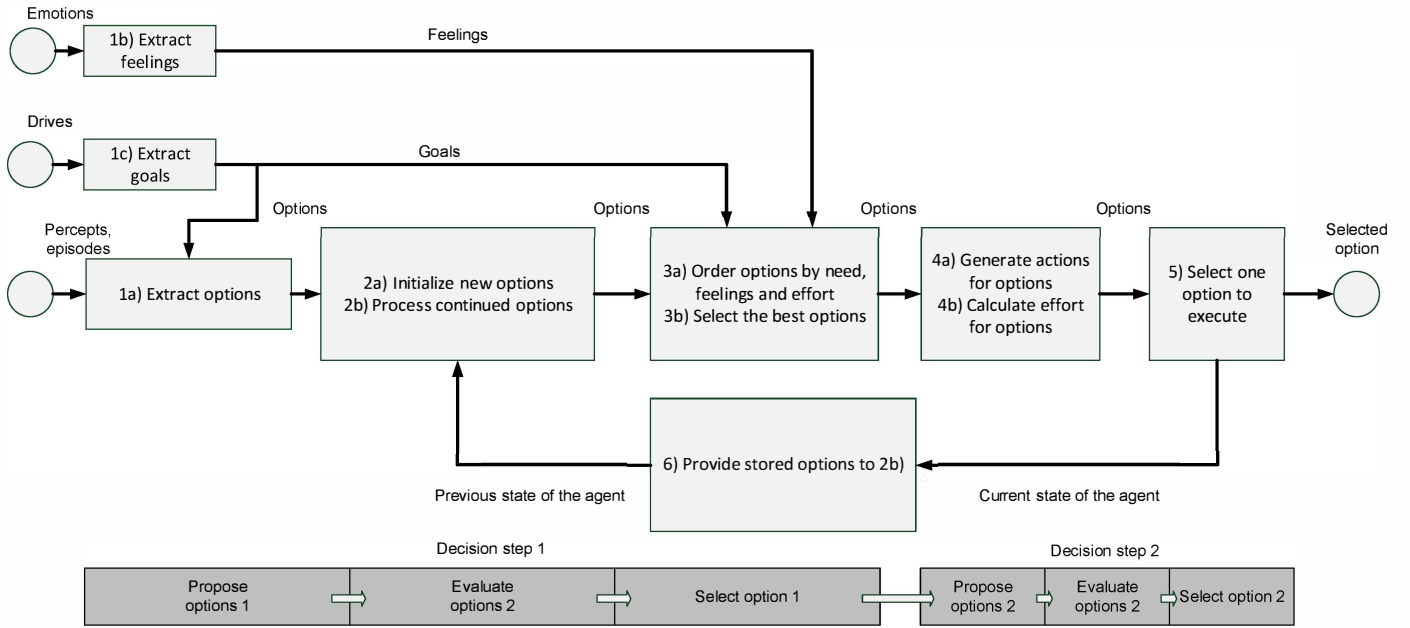 Emotions
1b) Extract
feelings
Feelings
Drives
1c) Extract
goals
Goals
Percepts,
episodes
Options
Options
Options
Options
Selected
option
1a) Extract options
2a) Initialize new options
2b) Process continued options
3a) Order options by need,
feelings and effort
3b) Select the best options
4a) Generate actions
for options
4b) Calculate effort
for options
5) Select one
option to
execute
6) Provide stored options to 2b)
Previous state of the agent
Current state of the agent
Decision step 1
Decision step 2
Propose
options 1
Evaluate
options 2
Select option 1
Propose
options 2
Evaluate
options 2
Select option 2